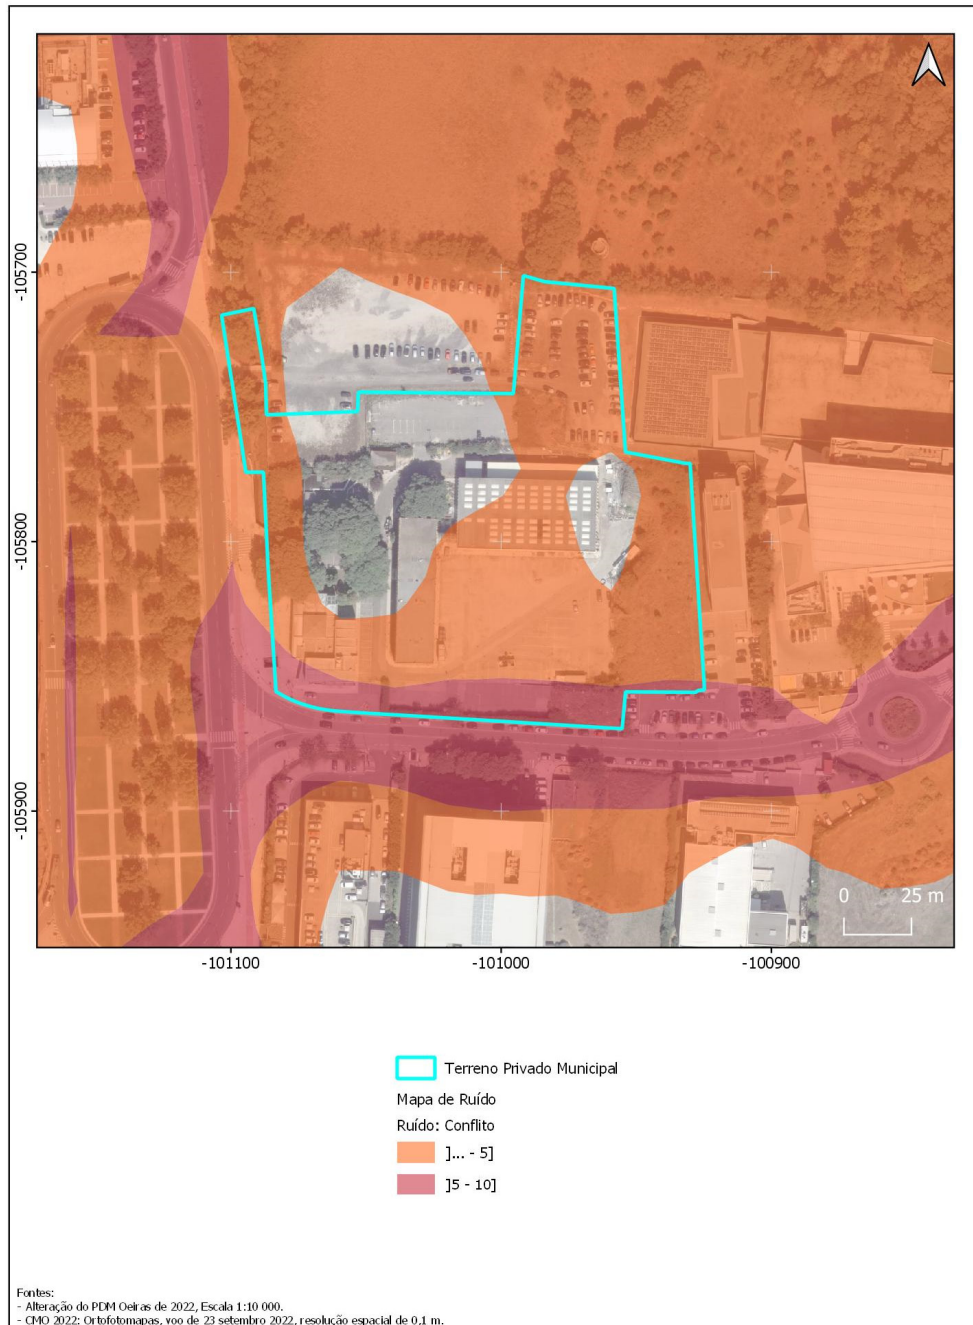 -105700
-105800
-105900
0 25 m
-101100 -101000 -100900
Terreno Privado Municipal
Mapa de Ruído
Ruído: Conflito
]... - 5]
]5 - 10]
Fontes:
- Alteração do PDM Oeiras de 2022, Escala 1:10 000.
- CMO 2022: Ortofotomapas, voo de 23 setembro 2022, resolução espacial de 0,1 m.